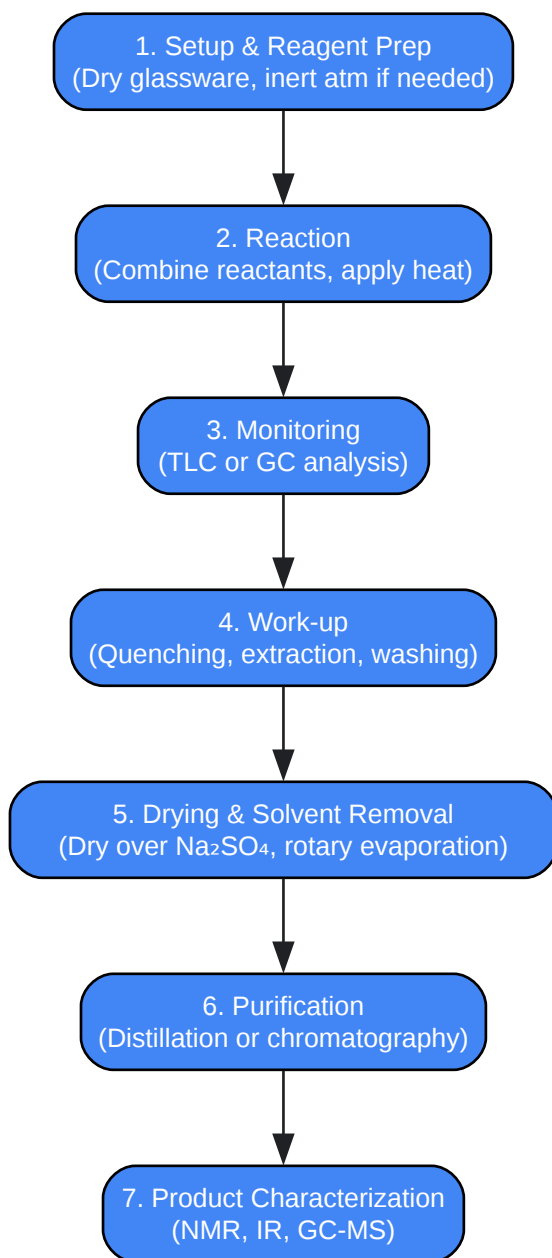 1. Setup & Reagent Prep
(Dry glassware, inert atm if needed)
2. Reaction
(Combine reactants, apply heat)
3. Monitoring
(TLC or GC analysis)
4. Work-up
(Quenching, extraction, washing)
5. Drying & Solvent Removal
(Dry over Na₂SO₄, rotary evaporation)
6. Purification
(Distillation or chromatography)
7. Product Characterization
(NMR, IR, GC-MS)